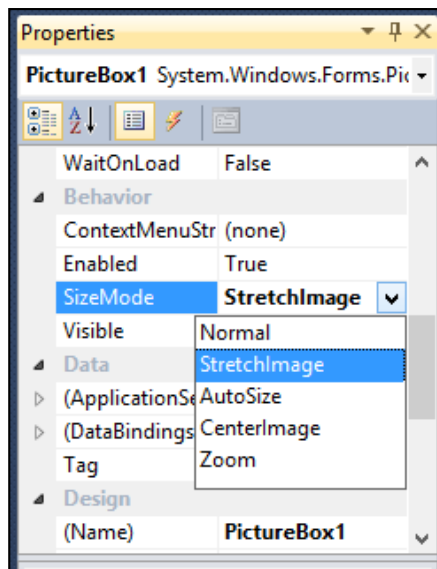 Properties
PictureBox1 System.Windows.Forms.Pic
A
Z
WaitOnLoad False
Behavior
ContextMenuStr (none)
Enabled True
SizeMode StretchImage
Visible Normal
Data StretchImage
(ApplicationSe AutoSize
(DataBindings CenterImage
Tag Zoom
Design
(Name) PictureBox1